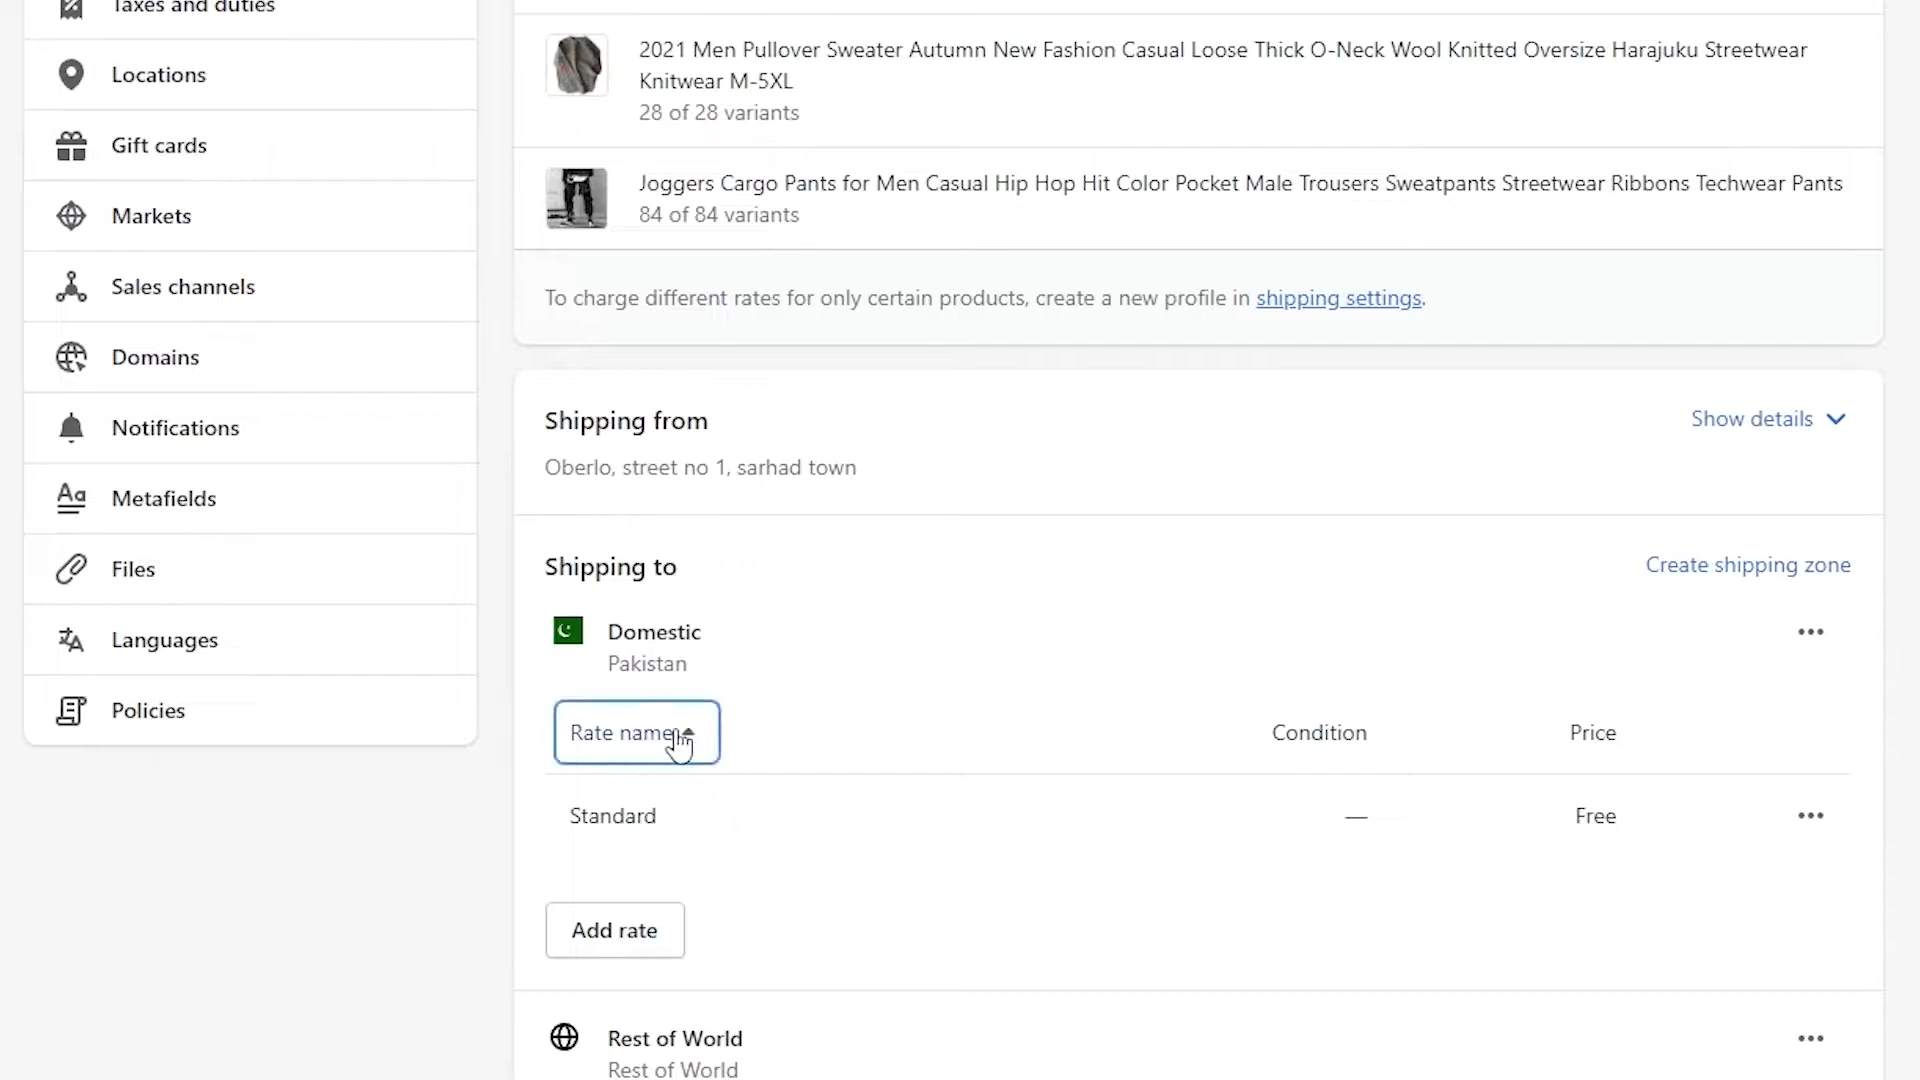 Taxes and duties
Locations
Gift cards
Markets
Sales channels
Domains
Notifications
Metafields
Files
Languages
Policies
2021 Men Pullover Sweater Autumn New Fashion Casual Loose Thick O-Neck Wool Knitted Oversize Harajuku Streetwear
Knitwear M-5XL
28 of 28 variants
Joggers Cargo Pants for Men Casual Hip Hop Hit Color Pocket Male Trousers Sweatpants Streetwear Ribbons Techwear Pants
84 of 84 variants
To charge different rates for only certain products, create a new profile in shipping settings.
Shipping from
Show details
Oberlo, street no 1, sarhad town
Shipping to
Create shipping zone
Domestic
Pakistan
Rate name Condition Price
Standard — Free
Add rate
Rest of World
Rest of World